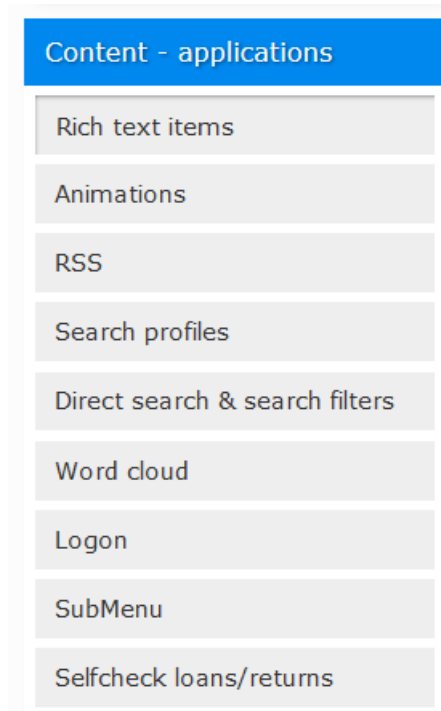 Content - applications
Rich text items
Animations
RSS
Search profiles
Direct search & search filters
Word cloud
Logon
SubMenu
Selfcheck loans/returns